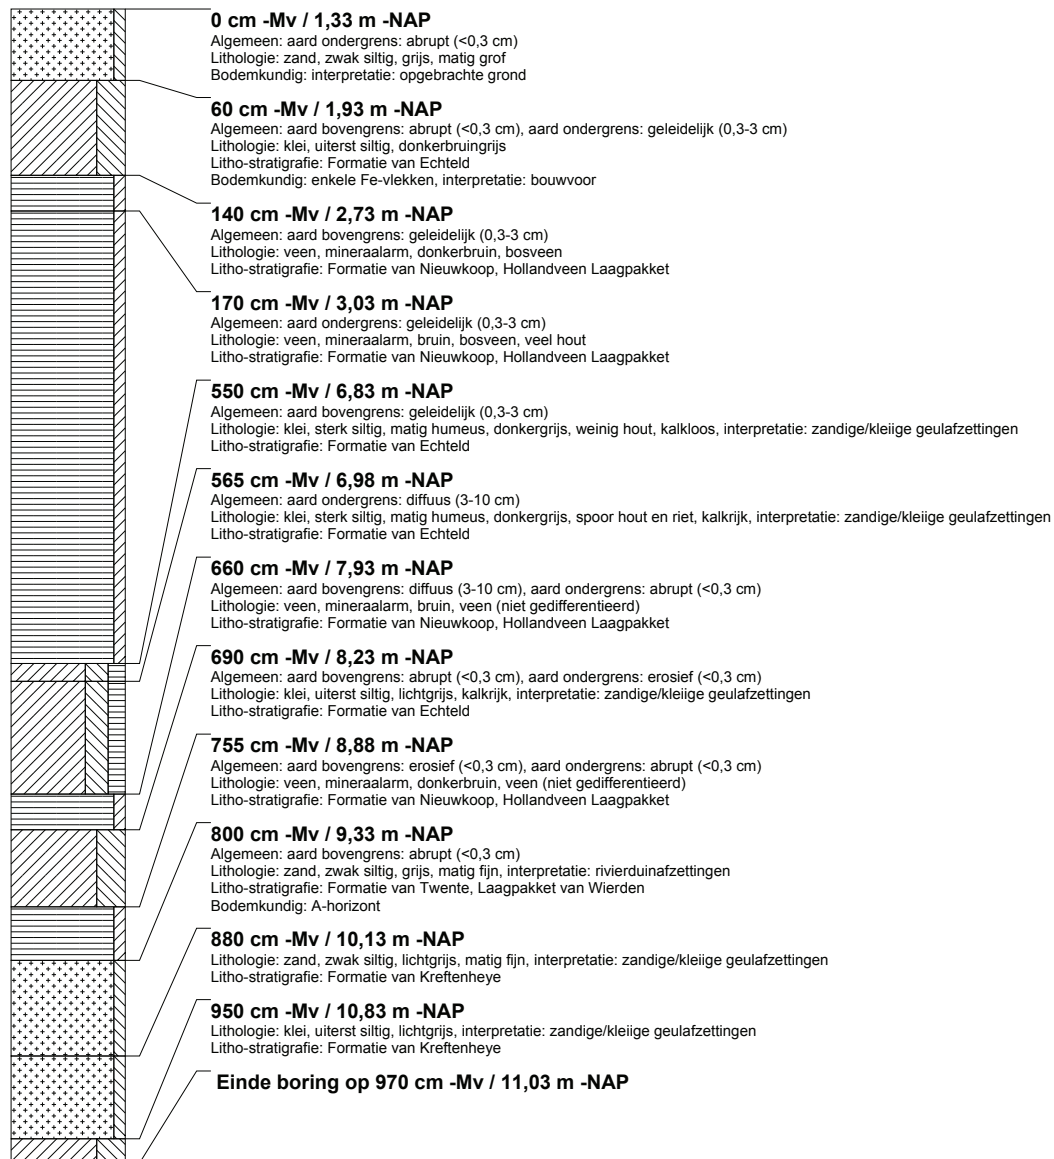 0 cm -Mv / 1,33 m -NAP
Algemeen: aard ondergrens: abrupt (<0,3 cm)
Lithologie: zand, zwak siltig, grijs, matig grof
Bodemkundig: interpretatie: opgebrachte grond
60 cm -Mv / 1,93 m -NAP
Algemeen: aard bovengrens: abrupt (<0,3 cm), aard ondergrens: geleidelijk (0,3-3 cm)
Lithologie: klei, uiterst siltig, donkerbruingrijs
Litho-stratigrafie: Formatie van Echteld
Bodemkundig: enkele Fe-vlekken, interpretatie: bouwvoor
140 cm -Mv / 2,73 m -NAP
Algemeen: aard bovengrens: geleidelijk (0,3-3 cm)
Lithologie: veen, mineraalarm, donkerbruin, bosveen
Litho-stratigrafie: Formatie van Nieuwkoop, Hollandveen Laagpakket
170 cm -Mv / 3,03 m -NAP
Algemeen: aard ondergrens: geleidelijk (0,3-3 cm)
Lithologie: veen, mineraalarm, bruin, bosveen, veel hout
Litho-stratigrafie: Formatie van Nieuwkoop, Hollandveen Laagpakket
550 cm -Mv / 6,83 m -NAP
Algemeen: aard bovengrens: geleidelijk (0,3-3 cm)
Lithologie: klei, sterk siltig, matig humeus, donkergrijs, weinig hout, kalkloos, interpretatie: zandige/kleiige geulafzettingen
Litho-stratigrafie: Formatie van Echteld
565 cm -Mv / 6,98 m -NAP
Algemeen: aard ondergrens: diffuus (3-10 cm)
Lithologie: klei, sterk siltig, matig humeus, donkergrijs, spoor hout en riet, kalkrijk, interpretatie: zandige/kleiige geulafzettingen
Litho-stratigrafie: Formatie van Echteld
660 cm -Mv / 7,93 m -NAP
Algemeen: aard bovengrens: diffuus (3-10 cm), aard ondergrens: abrupt (<0,3 cm)
Lithologie: veen, mineraalarm, bruin, veen (niet gedifferentieerd)
Litho-stratigrafie: Formatie van Nieuwkoop, Hollandveen Laagpakket
690 cm -Mv / 8,23 m -NAP
Algemeen: aard bovengrens: abrupt (<0,3 cm), aard ondergrens: erosief (<0,3 cm)
Lithologie: klei, uiterst siltig, lichtgrijs, kalkrijk, interpretatie: zandige/kleiige geulafzettingen
Litho-stratigrafie: Formatie van Echteld
755 cm -Mv / 8,88 m -NAP
Algemeen: aard bovengrens: erosief (<0,3 cm), aard ondergrens: abrupt (<0,3 cm)
Lithologie: veen, mineraalarm, donkerbruin, veen (niet gedifferentieerd)
Litho-stratigrafie: Formatie van Nieuwkoop, Hollandveen Laagpakket
800 cm -Mv / 9,33 m -NAP
Algemeen: aard bovengrens: abrupt (<0,3 cm)
Lithologie: zand, zwak siltig, grijs, matig fijn, interpretatie: rivierduinafzettingen
Litho-stratigrafie: Formatie van Twente, Laagpakket van Wierden
Bodemkundig: A-horizont
880 cm -Mv / 10,13 m -NAP
Lithologie: zand, zwak siltig, lichtgrijs, matig fijn, interpretatie: zandige/kleiige geulafzettingen
Litho-stratigrafie: Formatie van Kreftenheye
950 cm -Mv / 10,83 m -NAP
Lithologie: klei, uiterst siltig, lichtgrijs, interpretatie: zandige/kleiige geulafzettingen
Litho-stratigrafie: Formatie van Kreftenheye
Einde boring op 970 cm -Mv / 11,03 m -NAP